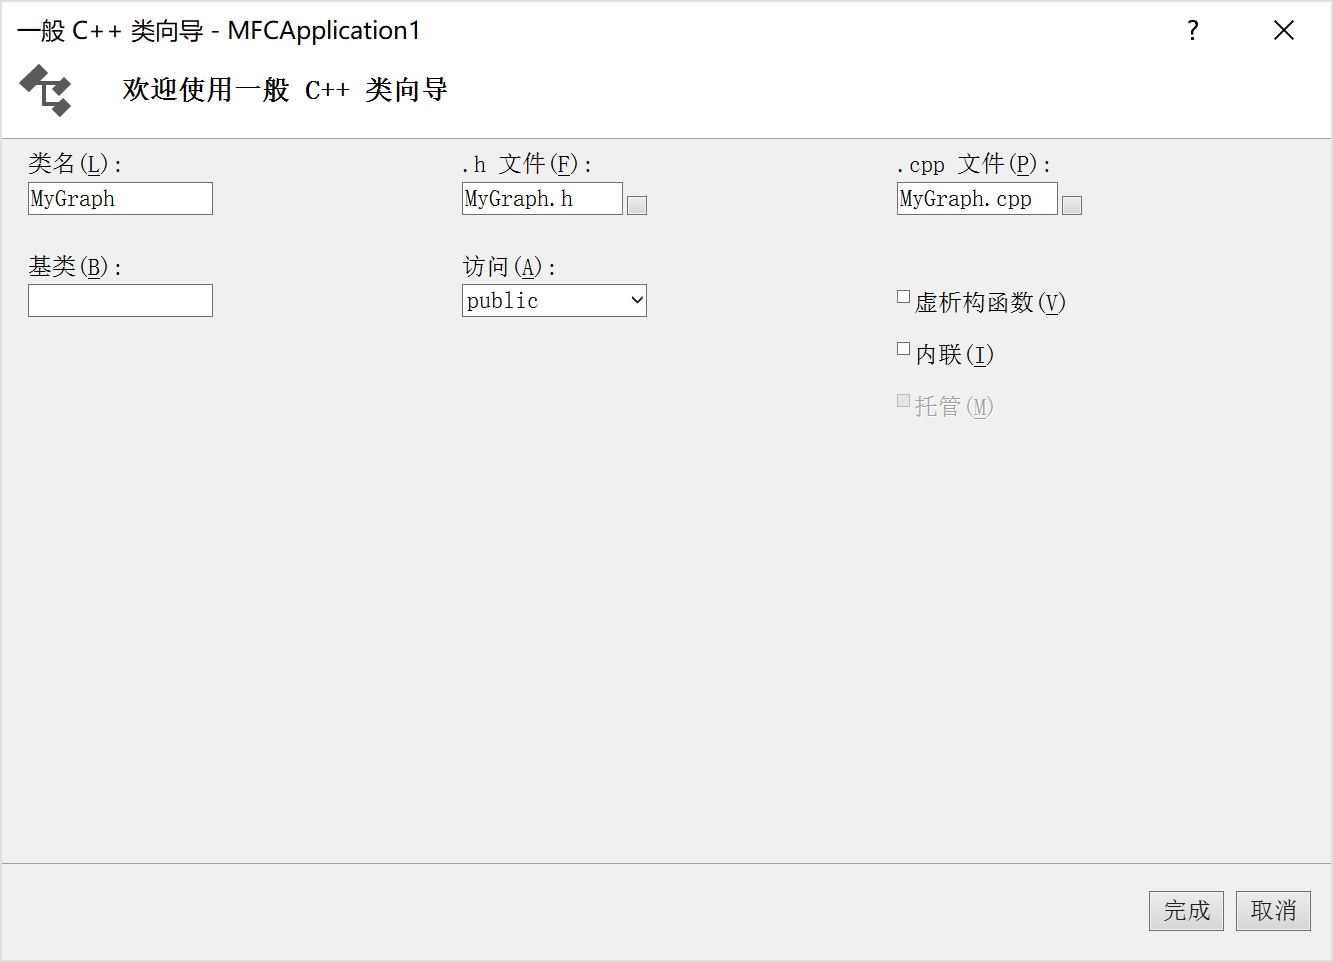 一般 C++ 类向导 - MFCApplication1
?
欢迎使用一般 C++ 类向导
类名(L):
.h 文件(F):
.cpp 文件(P):
MyGraph
MyGraph.h
MyGraph.cpp
基类(B):
访问(A):
public
虚析构函数(V)
内联(I)
托管(M)
完成
取消